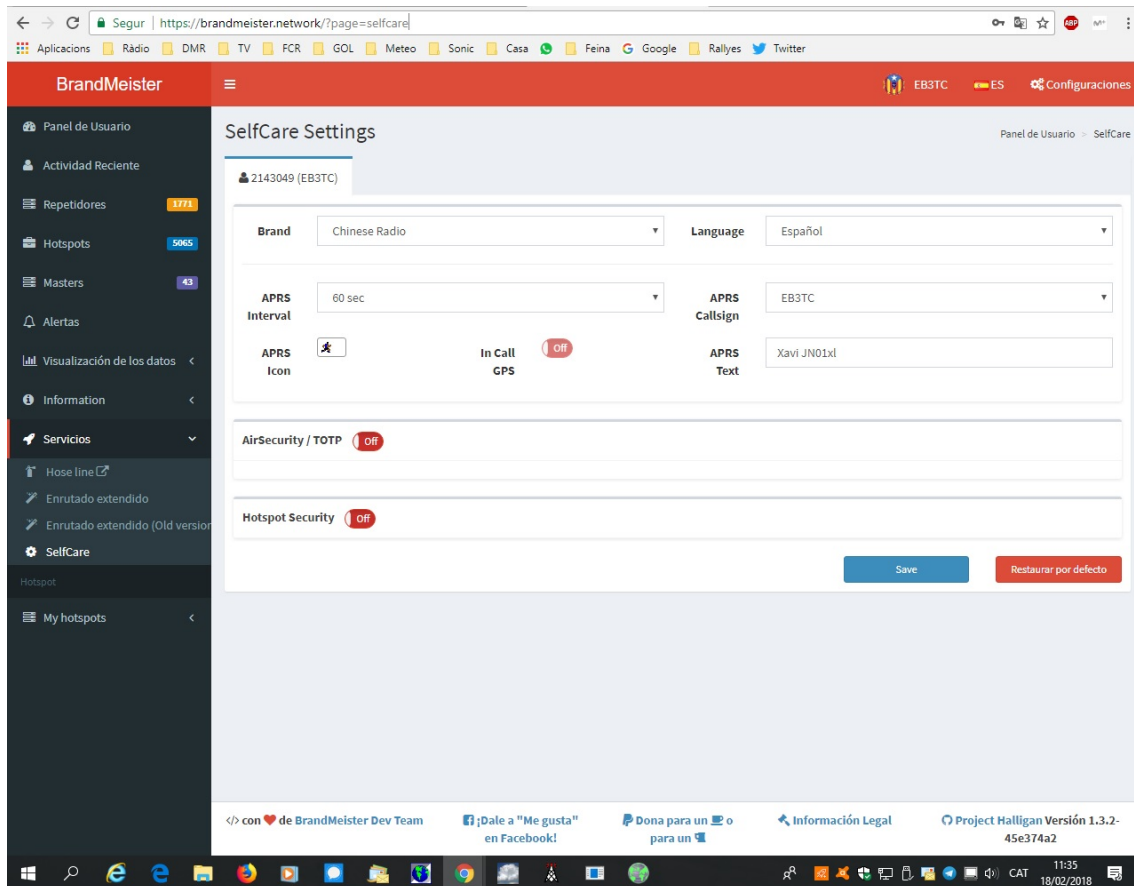 Segur | https://brandmeister.network/?page=selfcare
Aplicacions Ràdio DMR TV FCR GOL Meteo Sonic Casa Feina Google Rallyes Twitter
BrandMeister EB3TC ES Configuraciones
Panel de Usuario
Actividad Reciente
Repetidores 1771
Hotspots 5065
Masters 43
Alertas
Visualización de los datos
Information
Servicios
Hose line
Enrutado extendido
Enrutado extendido (Old version
SelfCare
Hotspot
My hotspots
SelfCare Settings
Panel de Usuario > SelfCare
2143049 (EB3TC)
Brand Chinese Radio Language Español
APRS Interval 60 sec APRS Callsign EB3TC
APRS Icon In Call GPS Off APRS Text Xavi JN01xl
AirSecurity / TOTP Off
Hotspot Security Off
Save Restaurar por defecto
</> con ❤ de BrandMeister Dev Team
¡Dale a "Me gusta"
en Facebook!
Dona para un o
para un
Información Legal
Project Halligan Versión 1.3.2-
45e374a2
CAT
11:35
18/02/2018